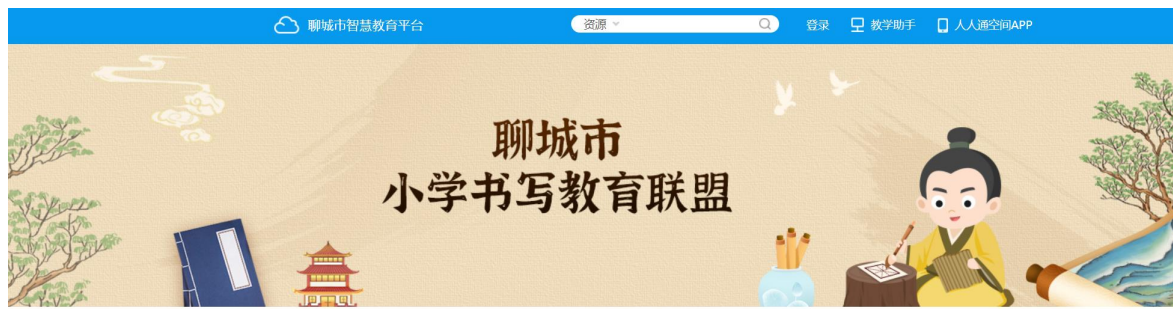 聊城市智慧教育平台
资源
登录
教学助手
人人通空间APP
聊城市
小学书写教育联盟